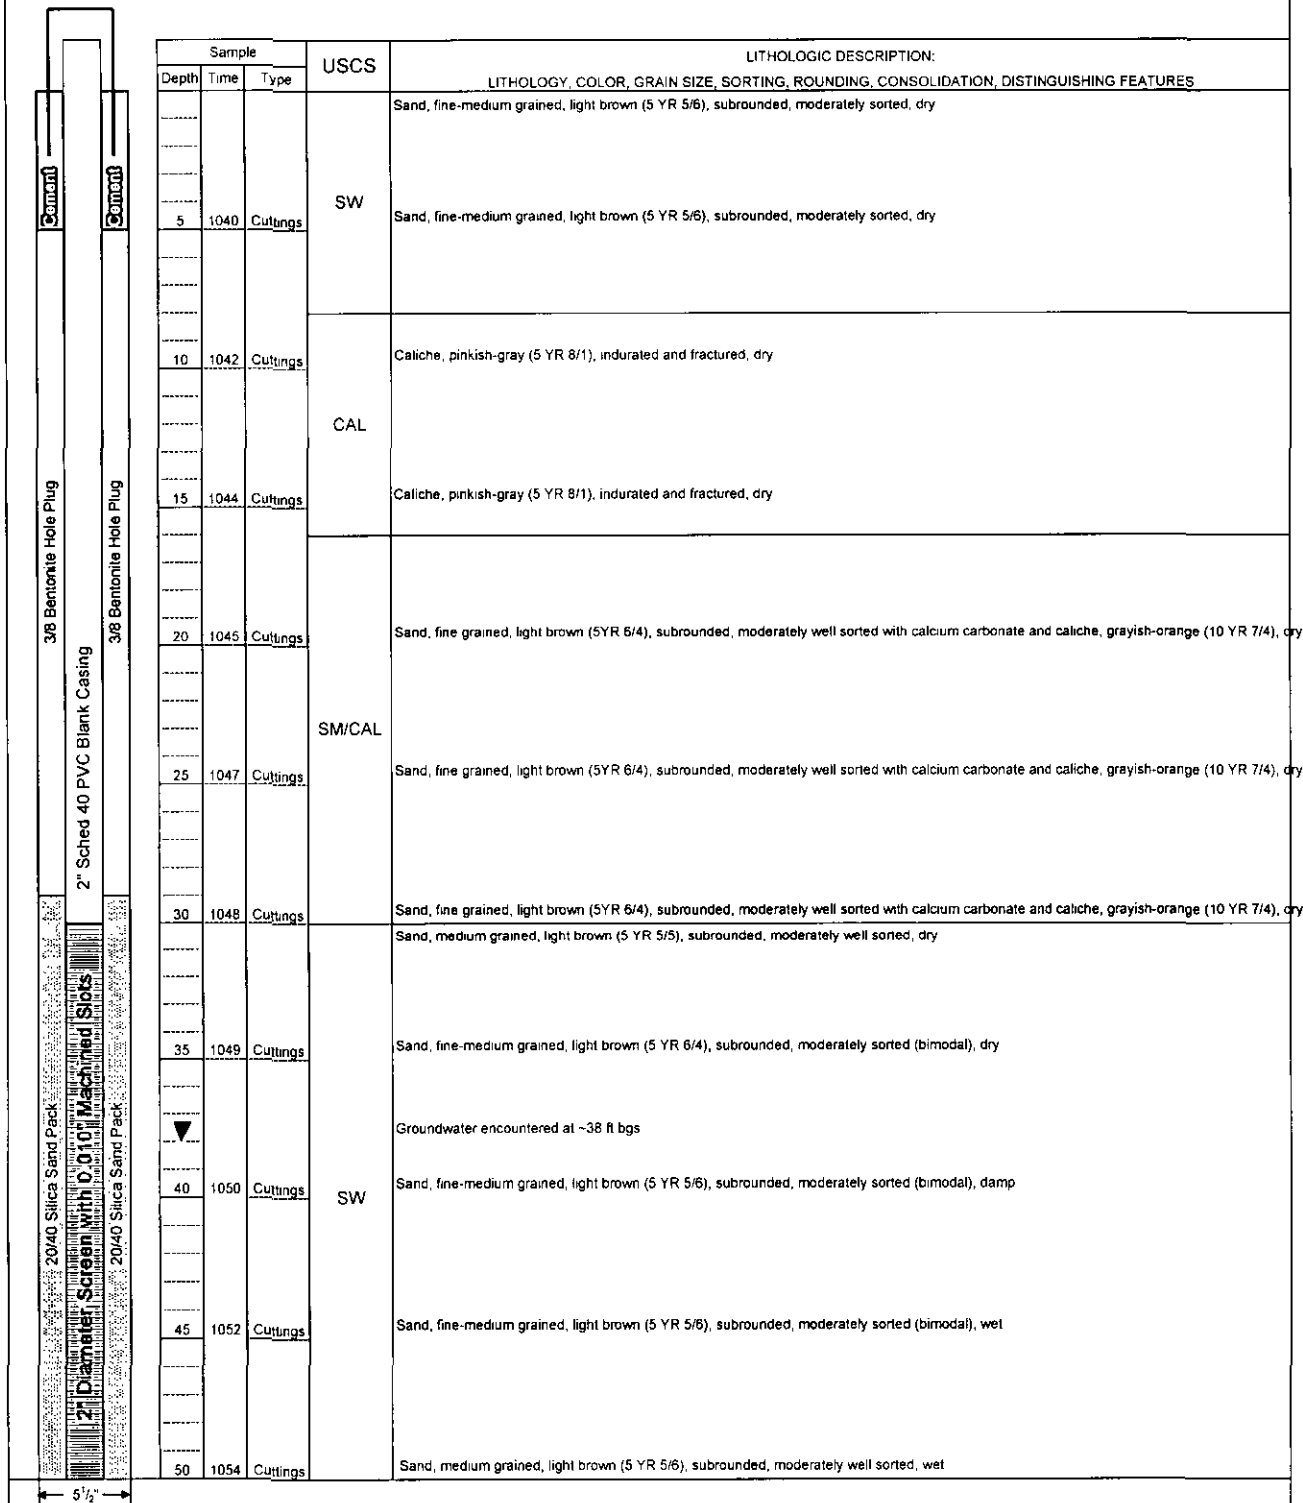 Sample
USCS
LITHOLOGIC DESCRIPTION:
Depth Time Type
LITHOLOGY, COLOR, GRAIN SIZE, SORTING, ROUNDING, CONSOLIDATION, DISTINGUISHING FEATURES
Sand, fine-medium grained, light brown (5 YR 5/6), subrounded, moderately sorted, dry
Cement
Cement
SW
5 1040 Cuttings Sand, fine-medium grained, light brown (5 YR 5/6), subrounded, moderately sorted, dry
10 1042 Cuttings Caliche, pinkish-gray (5 YR 8/1), indurated and fractured, dry
CAL
15 1044 Cuttings Caliche, pinkish-gray (5 YR 8/1), indurated and fractured, dry
3/8 Bentonite Hole Plug
3/8 Bentonite Hole Plug
20 1045 Cuttings Sand, fine grained, light brown (5YR 6/4), subrounded, moderately well sorted with calcium carbonate and caliche, grayish-orange (10 YR 7/4), dry
2" Sched 40 PVC Blank Casing
SM/CAL
25 1047 Cuttings Sand, fine grained, light brown (5YR 6/4), subrounded, moderately well sorted with calcium carbonate and caliche, grayish-orange (10 YR 7/4), dry
30 1048 Cuttings Sand, fine grained, light brown (5YR 6/4), subrounded, moderately well sorted with calcium carbonate and caliche, grayish-orange (10 YR 7/4), dry
Sand, medium grained, light brown (5 YR 5/5), subrounded, moderately well sorted, dry
35 1049 Cuttings Sand, fine-medium grained, light brown (5 YR 6/4), subrounded, moderately sorted (bimodal), dry
Groundwater encountered at ~38 ft bgs
20/40 Silica Sand Pack
2" Diameter Screen with 0.010" Machined Slots
20/40 Silica Sand Pack
40 1050 Cuttings Sand, fine-medium grained, light brown (5 YR 5/6), subrounded, moderately sorted (bimodal), damp
SW
45 1052 Cuttings Sand, fine-medium grained, light brown (5 YR 5/6), subrounded, moderately sorted (bimodal), wet
50 1054 Cuttings Sand, medium grained, light brown (5 YR 5/6), subrounded, moderately well sorted, wet
5 1/2"